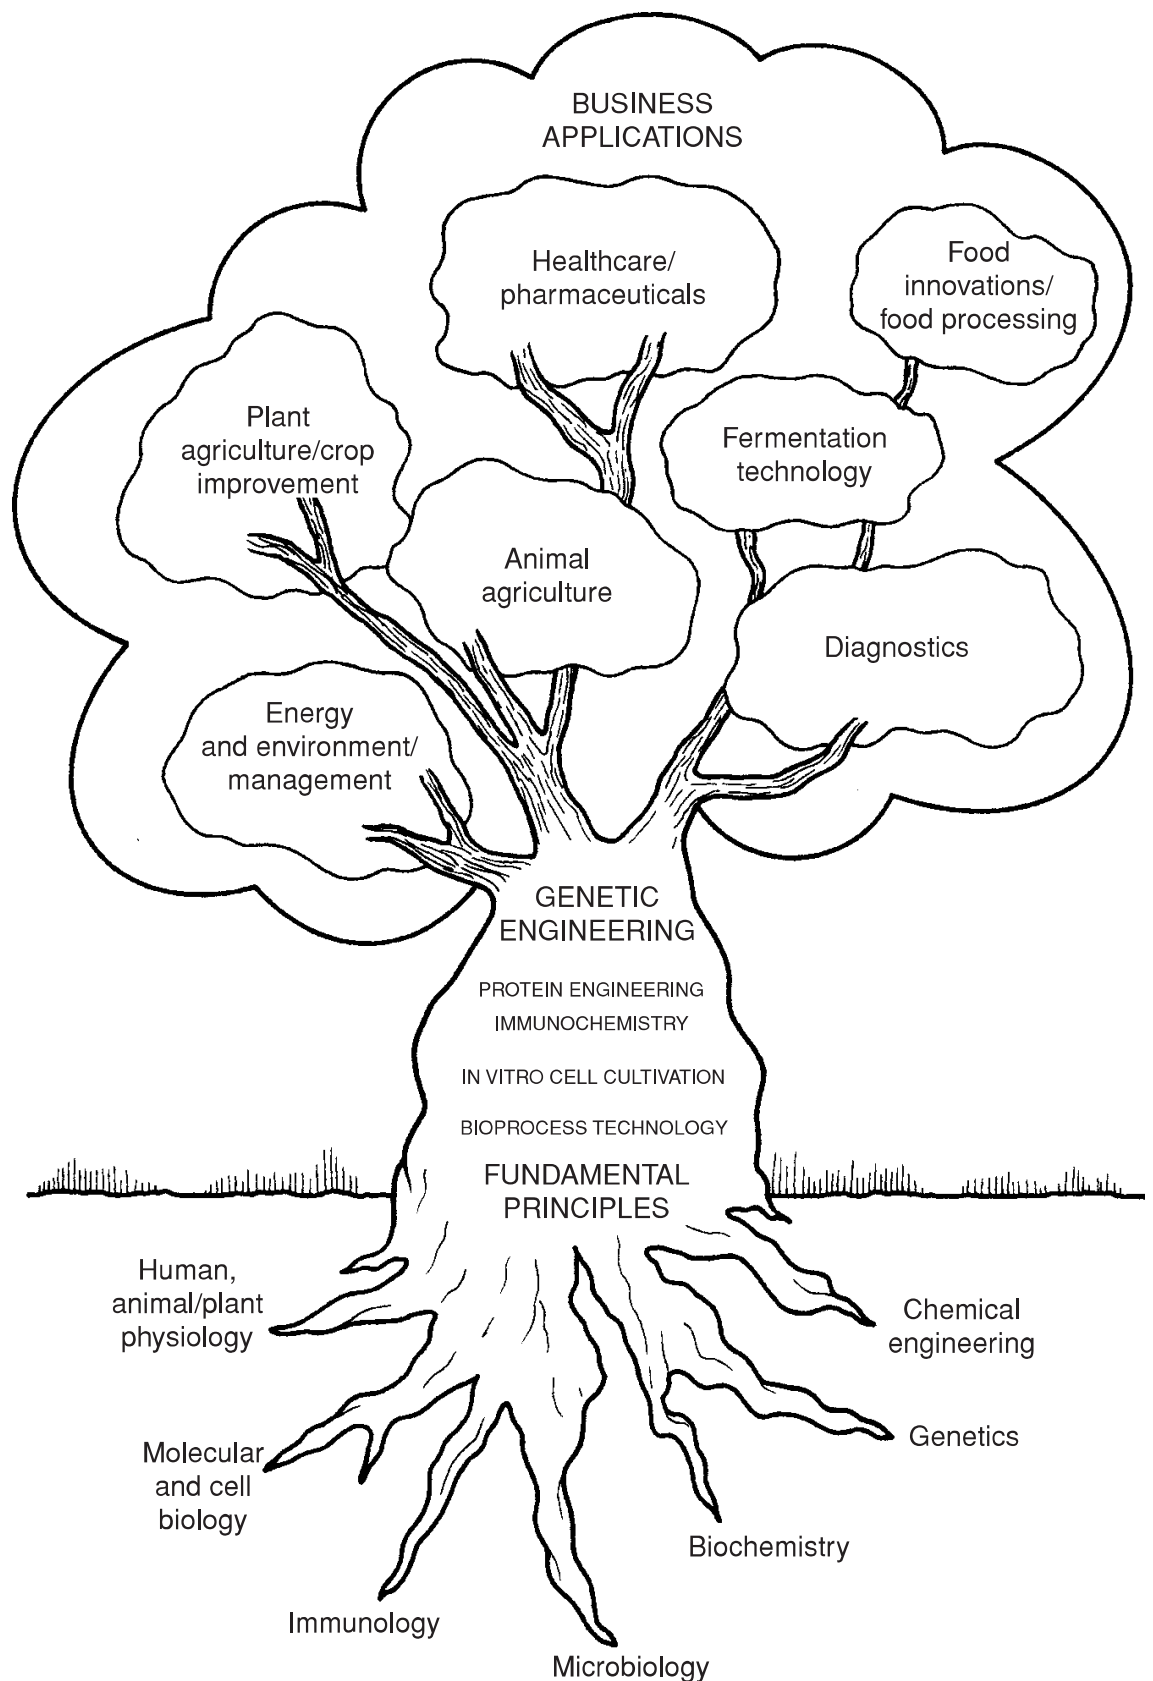 BUSINESS
APPLICATIONS
Healthcare/
pharmaceuticals
Food
innovations/
food processing
Plant
agriculture/crop
improvement
Fermentation
technology
Animal
agriculture
Diagnostics
Energy
and environment/
management
GENETIC
ENGINEERING
PROTEIN ENGINEERING
IMMUNOCHEMISTRY
IN VITRO CELL CULTIVATION
BIOPROCESS TECHNOLOGY
FUNDAMENTAL
PRINCIPLES
Human,
animal/plant
physiology
Chemical
engineering
Molecular
and cell
biology
Genetics
Biochemistry
Immunology
Microbiology